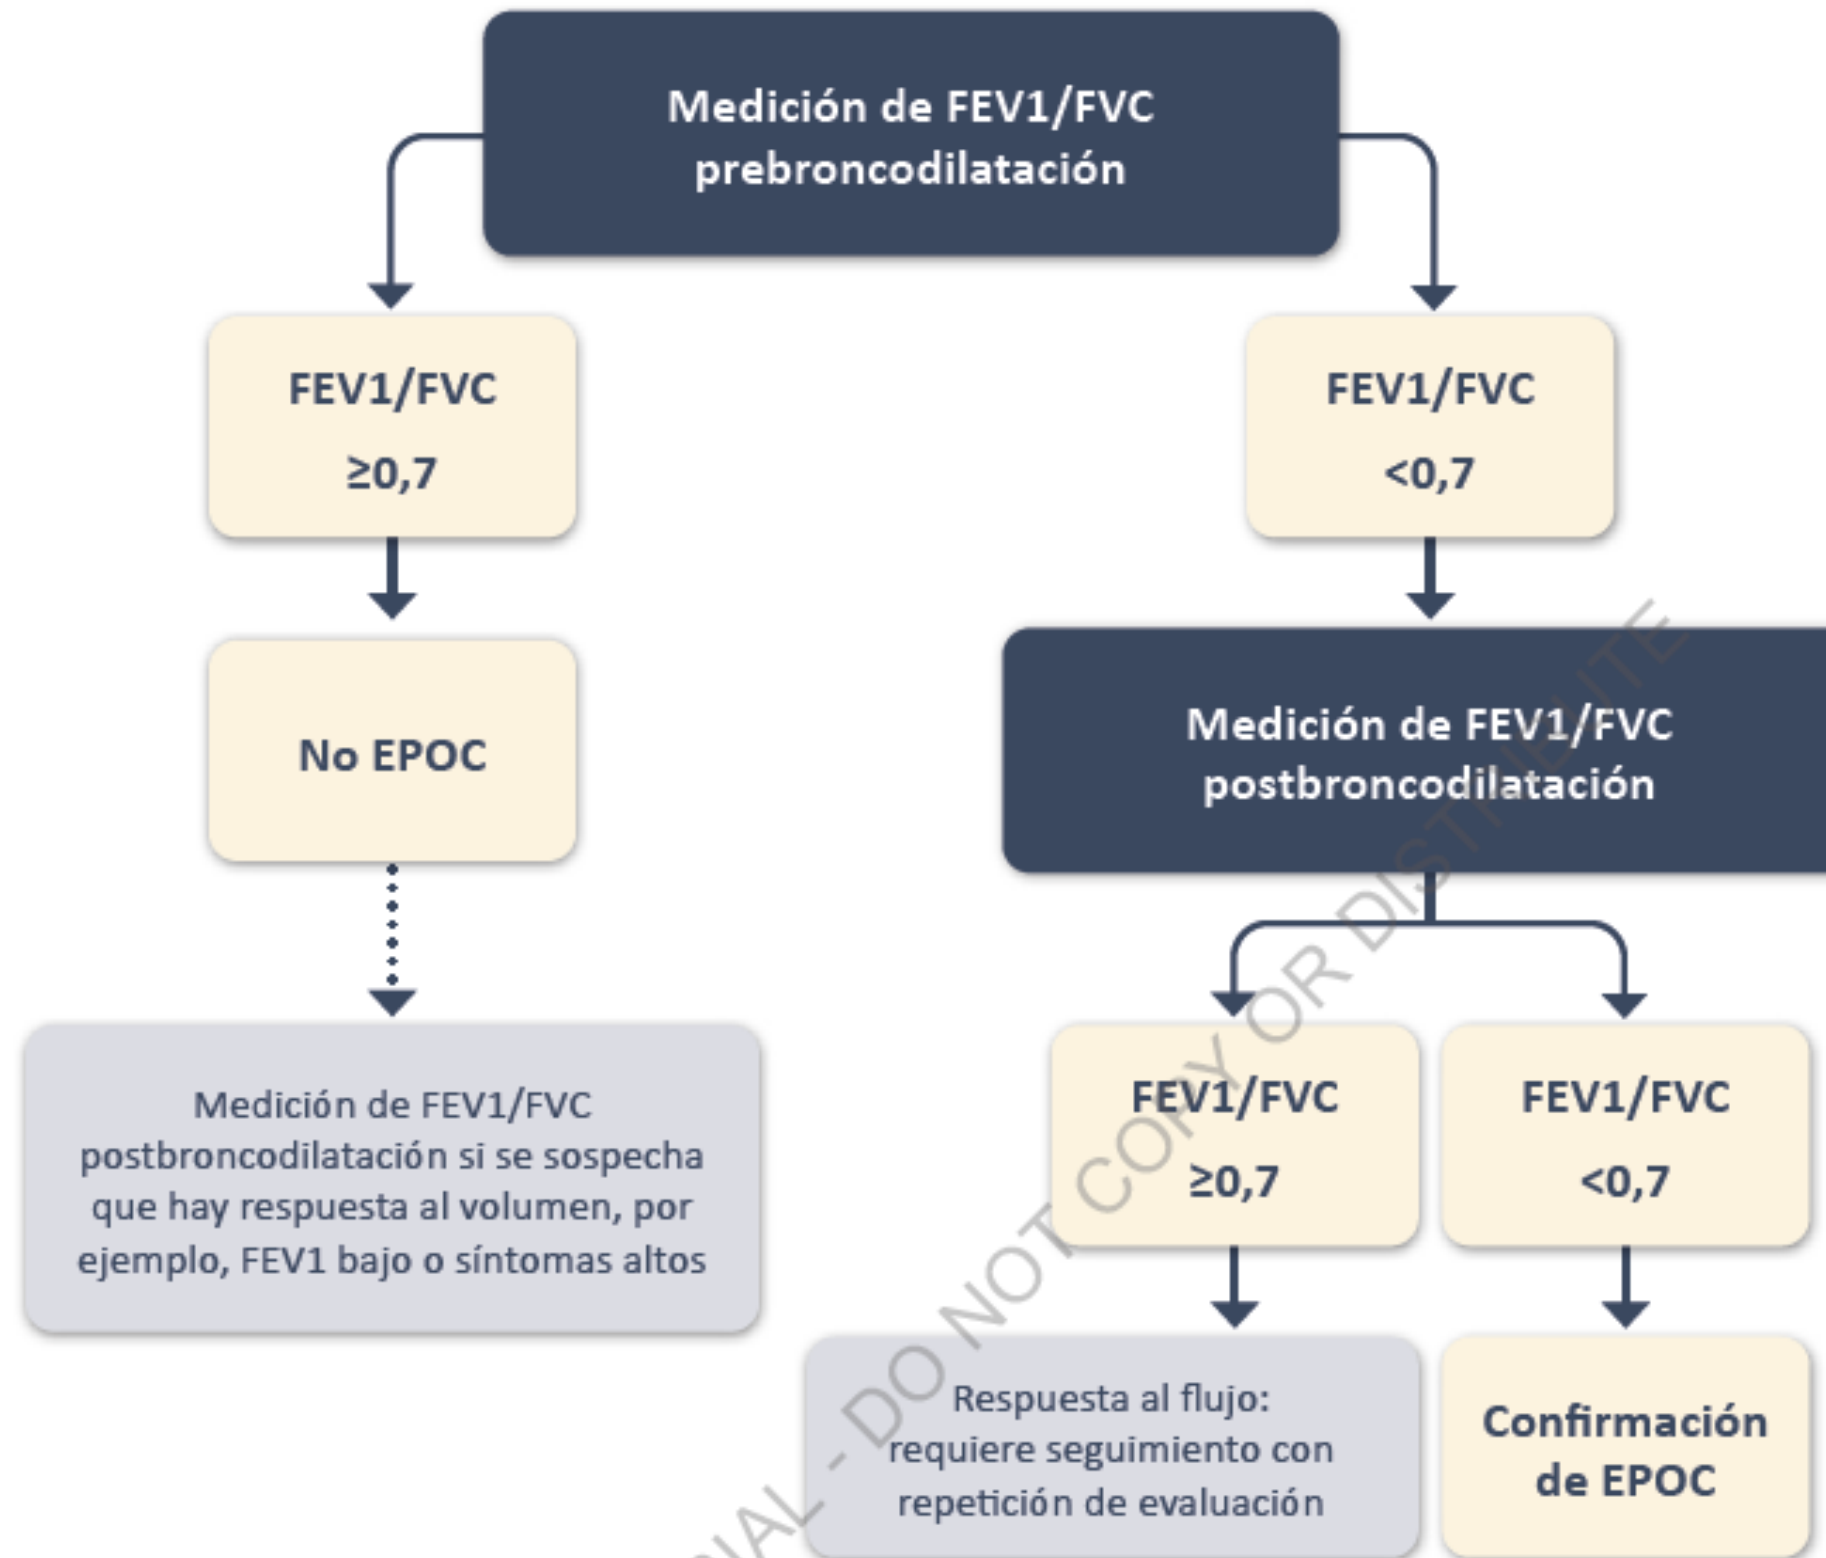 Medición de FEV1/FVC
prebroncodilatación
FEV1/FVC
≥0,7
FEV1/FVC
<0,7
No EPOC
Medición de FEV1/FVC
postbroncodilatación
Medición de FEV1/FVC
postbroncodilatación si se sospecha
que hay respuesta al volumen, por
ejemplo, FEV1 bajo o síntomas altos
FEV1/FVC
≥0,7
FEV1/FVC
<0,7
Respuesta al flujo:
requiere seguimiento con
repetición de evaluación
Confirmación
de EPOC
- DO NOT COPY OR DISTRIBUTE